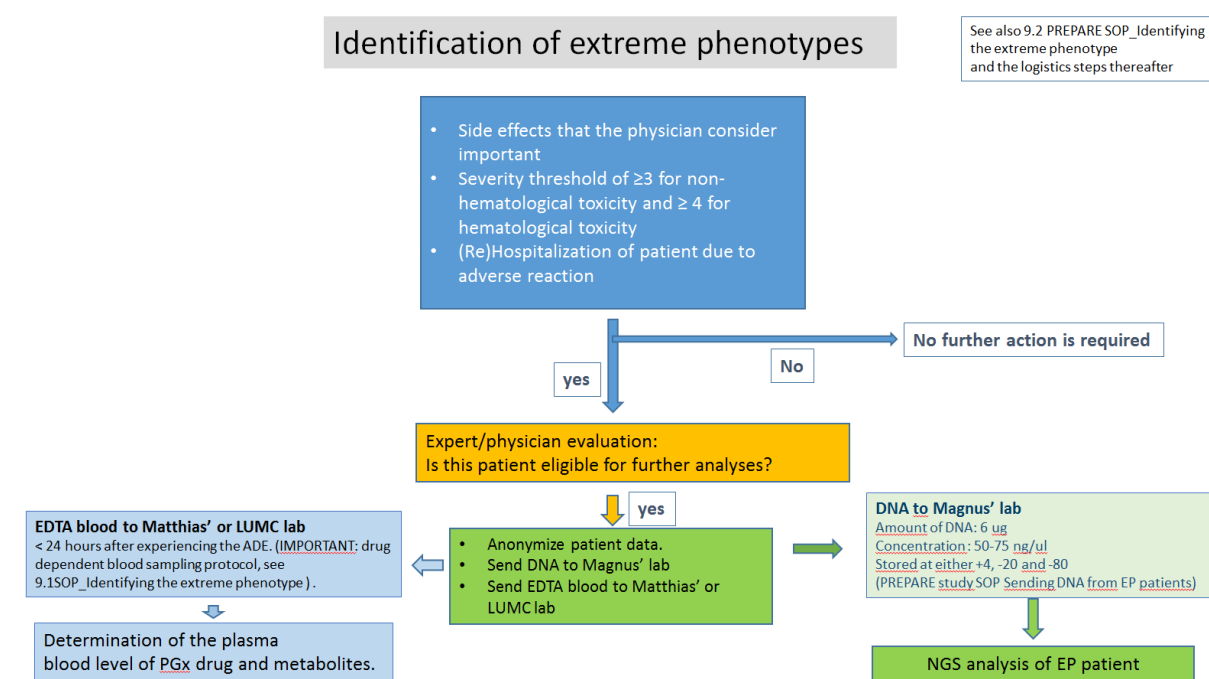 Identification of extreme phenotypes
See also 9.2 PREPARE SOP_Identifying
the extreme phenotype
and the logistics steps thereafter
• Side effects that the physician consider
important
• Severity threshold of ≥3 for non-
hematological toxicity and ≥ 4 for
hematological toxicity
• (Re)Hospitalization of patient due to
adverse reaction
No further action is required
No
yes
Expert/physician evaluation:
Is this patient eligible for further analyses?
yes
EDTA blood to Matthias’ or LUMC lab
< 24 hours after experiencing the ADE. (IMPORTANT: drug
dependent blood sampling protocol, see
9.1SOP_Identifying the extreme phenotype ) .
• Anonymize patient data.
• Send DNA to Magnus’ lab
• Send EDTA blood to Matthias’ or
LUMC lab
DNA to Magnus’ lab
Amount of DNA: 6 ug
Concentration: 50-75 ng/ul
Stored at either +4, -20 and -80
(PREPARE study SOP Sending DNA from EP patients)
Determination of the plasma
blood level of PGx drug and metabolites.
NGS analysis of EP patient